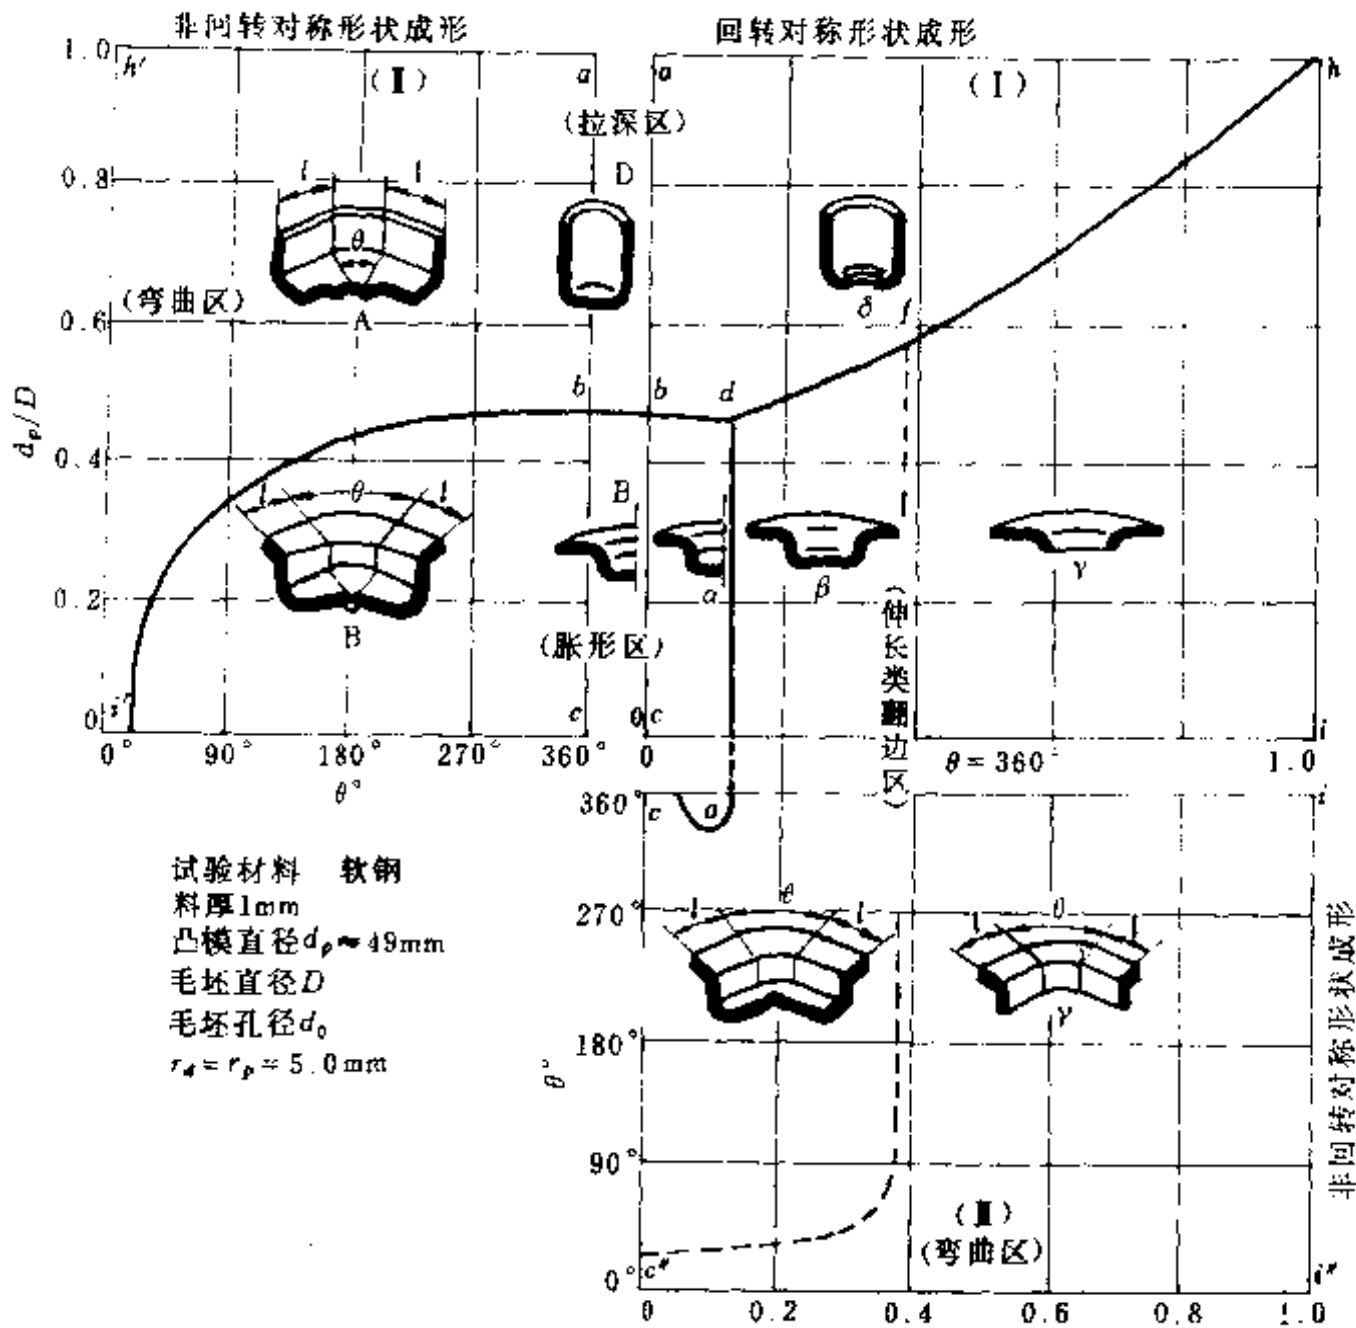 非回转对称形状成形
回转对称形状成形
1.0
h′
(Ⅱ)
a
a
(Ⅰ)
h
(拉深区)
0.8
l
l
D
θ
(弯曲区)
A
δ
f
0.6
b
b
d
d_p/D
0.4
l
θ
l
B
B
a
β
γ
0.2
(胀形区)
(伸长类翻边区)
0
c
0
c
i
0°
90°
180°
270°
360°
0
θ=360°
1.0
θ°
360°
c
a
i
试验材料 软钢
料厚1mm
凸模直径d_p≈49mm
毛坯直径D
毛坯孔径d₀
r_d=r_p=5.0mm
270°
l
θ
l
l
θ
l
γ
180°
θ°
90°
(Ⅲ)
(弯曲区)
非回转对称形状成形
0°
c″
i″
0
0.2
0.4
0.6
0.8
1.0